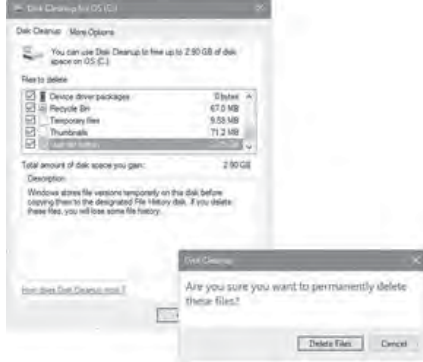 Disk Cleanup for OS (C:)
Disk Cleanup More Options
You can use Disk Cleanup to free up to 2.90 GB of disk
space on OS (C:).
Files to delete:
Device driver packages 0 bytes
Recycle Bin 67.0 MB
Temporary files 9.58 MB
Thumbnails 71.2 MB
Total amount of disk space you gain: 2.90 GB
Description
Windows stores file versions temporarily on this disk before
copying them to the designated File History disk. If you delete
these files, you will lose some file history.
How does Disk Cleanup work?
Disk Cleanup
Are you sure you want to permanently delete
these files?
Delete Files Cancel